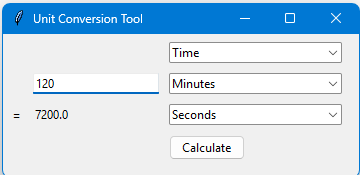 Unit Conversion Tool
Time
120 Minutes
= 7200.0 Seconds
Calculate